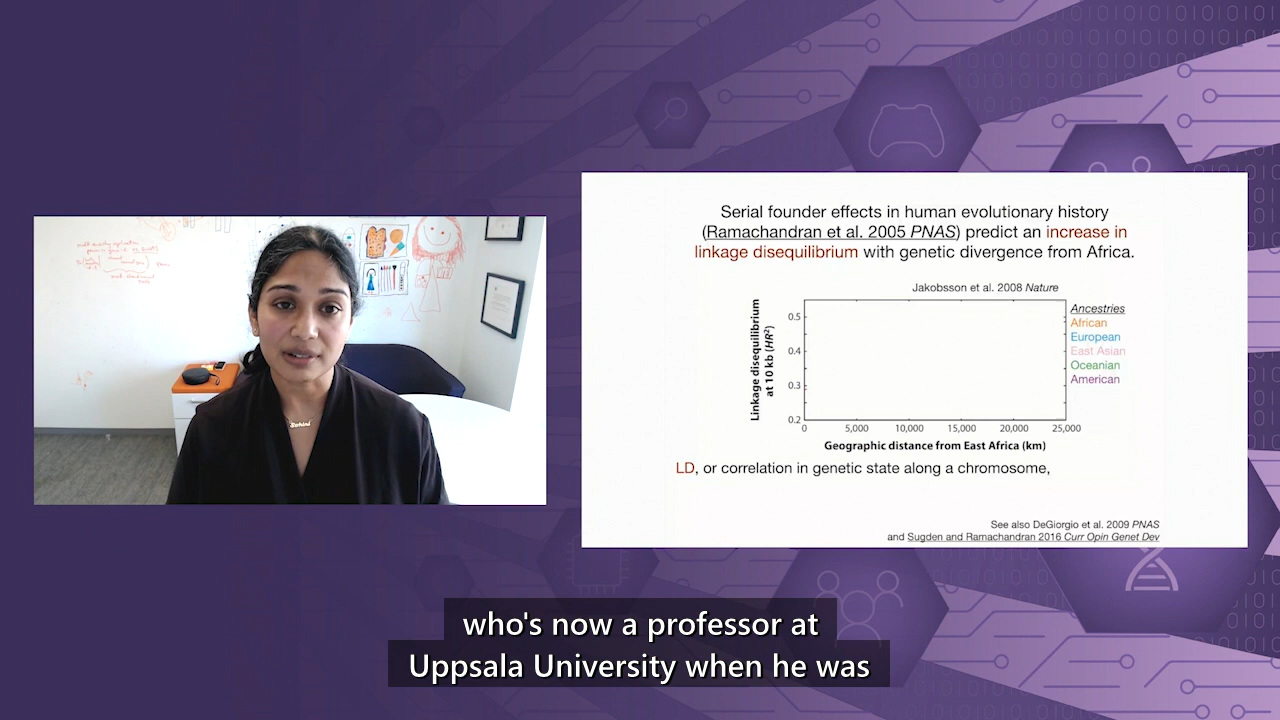 Serial founder effects in human evolutionary history
(Ramachandran et al. 2005 PNAS) predict an increase in
linkage disequilibrium with genetic divergence from Africa.
Jakobsson et al. 2008 Nature
Linkage disequilibrium
at 10 kb (HR²)
0.5
0.4
0.3
0.2
0
5,000
10,000
15,000
20,000
25,000
Geographic distance from East Africa (km)
Ancestries
African
European
East Asian
Oceanian
American
LD, or correlation in genetic state along a chromosome,
See also DeGiorgio et al. 2009 PNAS
and Sugden and Ramachandran 2016 Curr Opin Genet Dev
Sohini
who's now a professor at
Uppsala University when he was